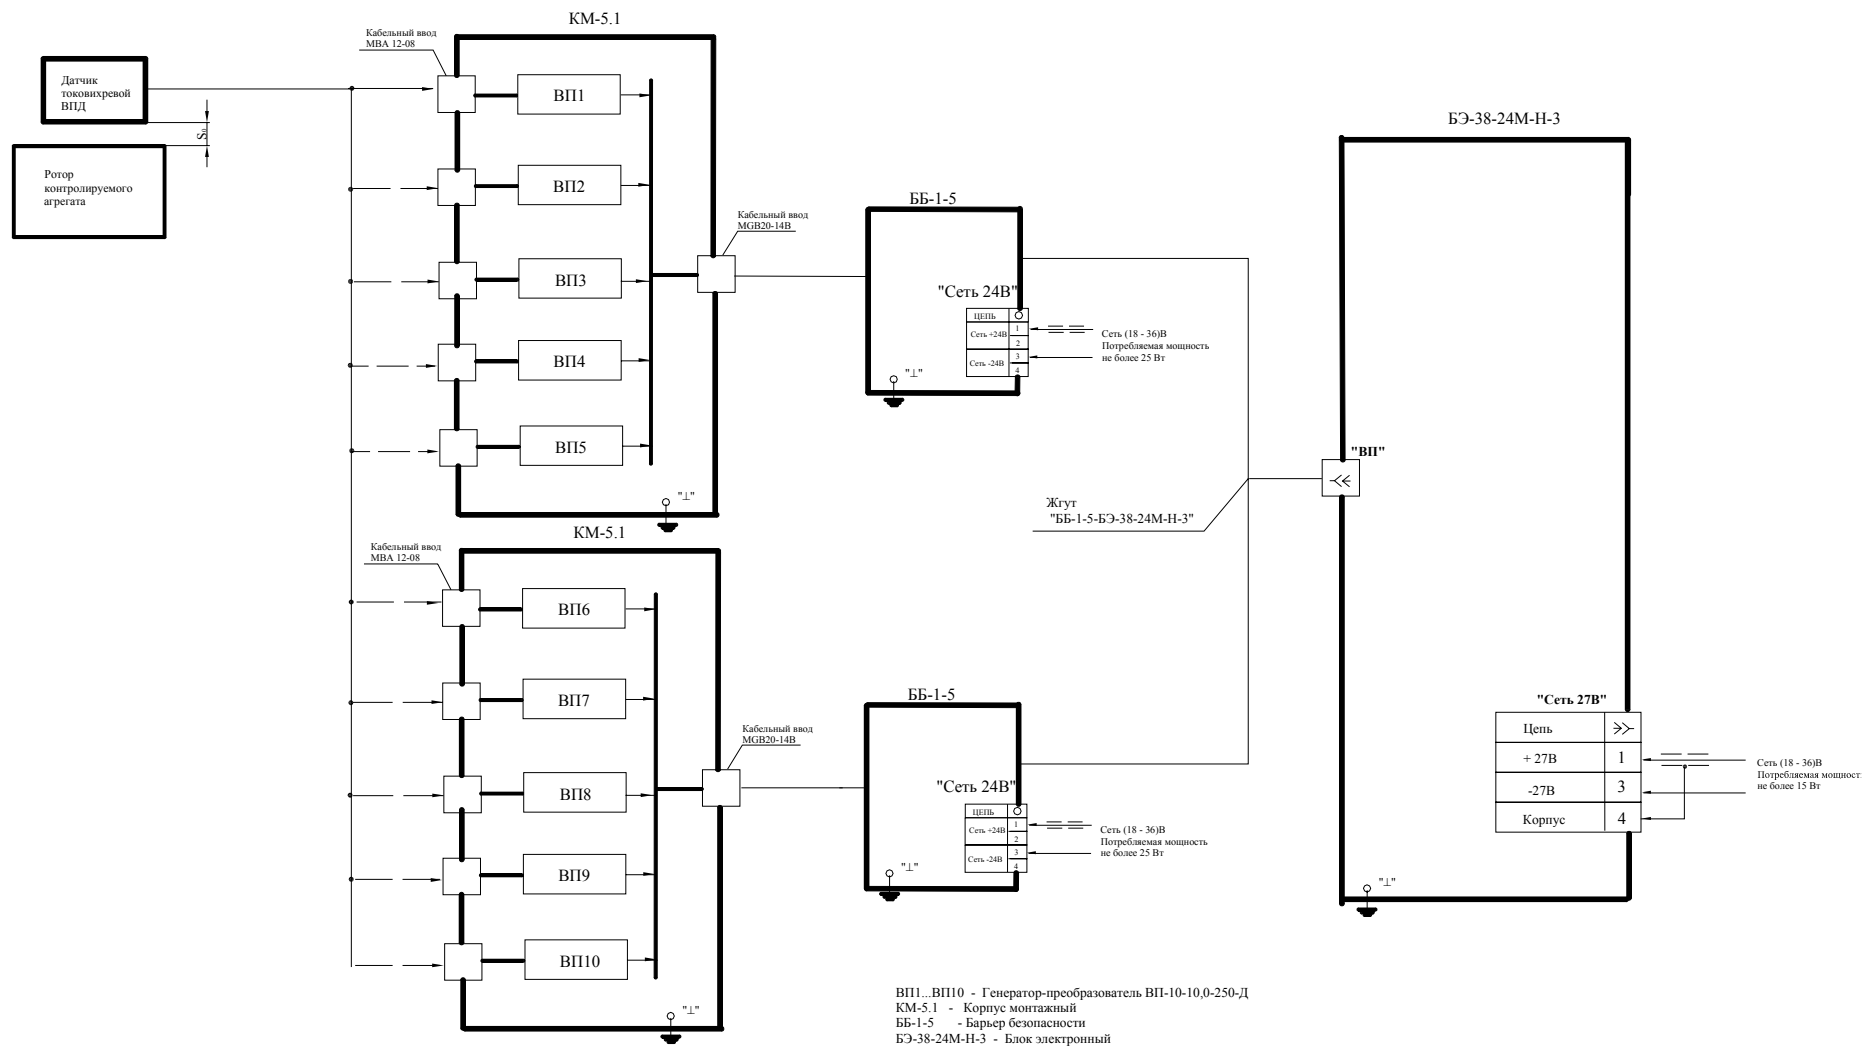 КМ-5.1
Кабельный ввод
МВА 12-08
Датчик
токовихревой
ВПД
S₀
Ротор
контролируемого
агрегата
ВП1
ВП2
ВП3
ВП4
ВП5
"⊥"
Кабельный ввод
MGB20-14B
ББ-1-5
"Сеть 24В"
ЦЕПЬ
Сеть +24В
1
2
Сеть -24В
3
4
Сеть (18 - 36)В
Потребляемая мощность
не более 25 Вт
"⊥"
БЭ-38-24М-Н-3
"ВП"
Жгут
"ББ-1-5-БЭ-38-24М-Н-3"
КМ-5.1
Кабельный ввод
МВА 12-08
ВП6
ВП7
ВП8
ВП9
ВП10
"⊥"
Кабельный ввод
MGB20-14B
ББ-1-5
"Сеть 24В"
ЦЕПЬ
Сеть +24В
1
2
Сеть -24В
3
4
Сеть (18 - 36)В
Потребляемая мощность
не более 25 Вт
"⊥"
"Сеть 27В"
Цепь
+ 27В 1
-27В 3
Корпус 4
Сеть (18 - 36)В
Потребляемая мощност
не более 15 Вт
"⊥"
ВП1...ВП10 - Генератор-преобразователь ВП-10-10,0-250-Д
КМ-5.1 - Корпус монтажный
ББ-1-5 - Барьер безопасности
БЭ-38-24М-Н-3 - Блок электронный